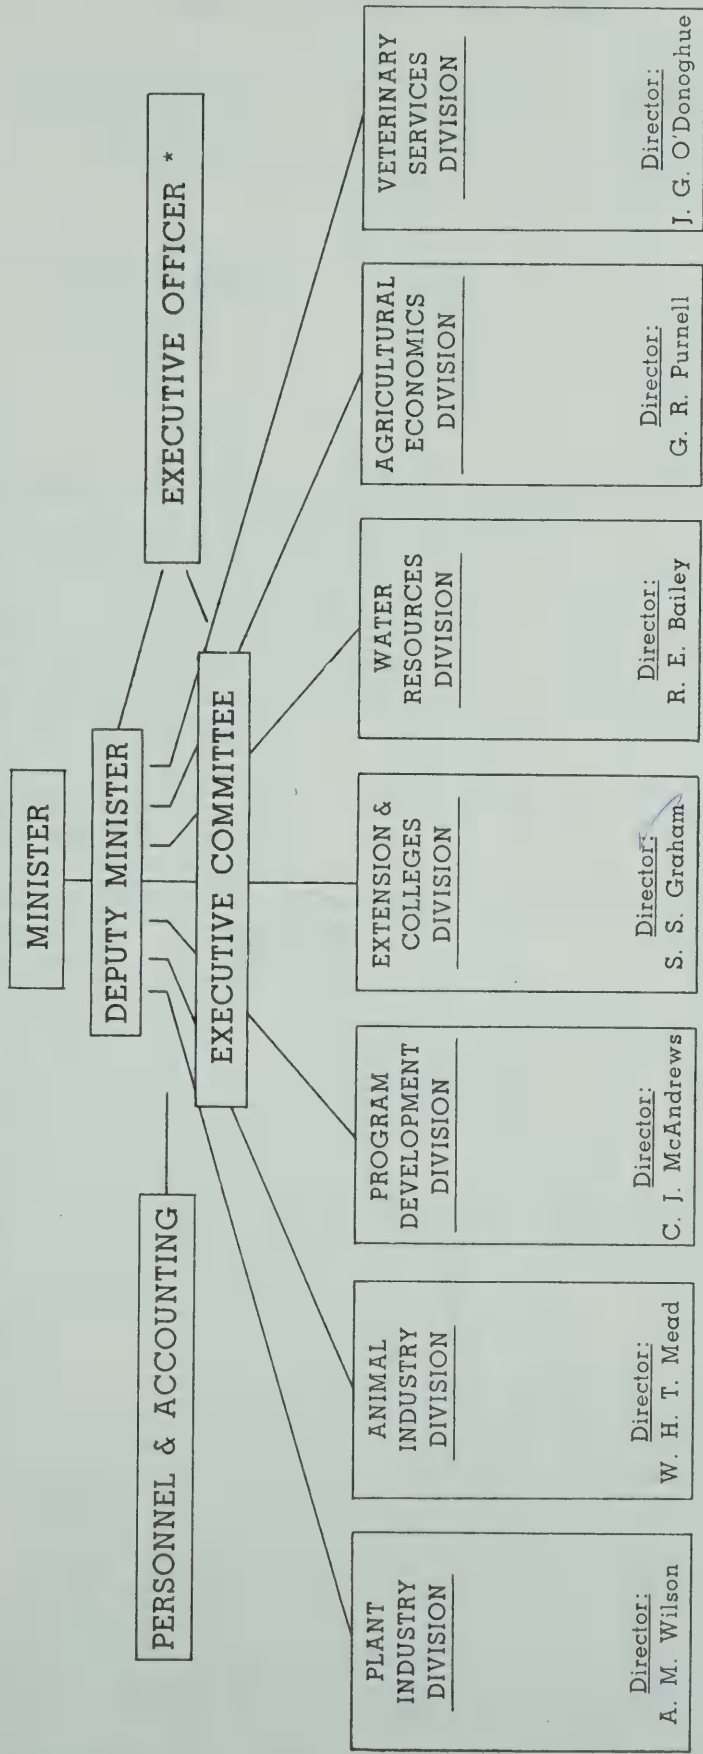 MINISTER
DEPUTY MINISTER
EXECUTIVE OFFICER *
PERSONNEL & ACCOUNTING
EXECUTIVE COMMITTEE
PLANT
INDUSTRY
DIVISION
Director:
A. M. Wilson
ANIMAL
INDUSTRY
DIVISION
Director:
W. H. T. Mead
PROGRAM
DEVELOPMENT
DIVISION
Director:
C. J. McAndrews
EXTENSION &
COLLEGES
DIVISION
Director:
S. S. Graham
WATER
RESOURCES
DIVISION
Director:
R. E. Bailey
AGRICULTURAL
ECONOMICS
DIVISION
Director:
G. R. Purnell
VETERINARY
SERVICES
DIVISION
Director:
J. G. O'Donoghue